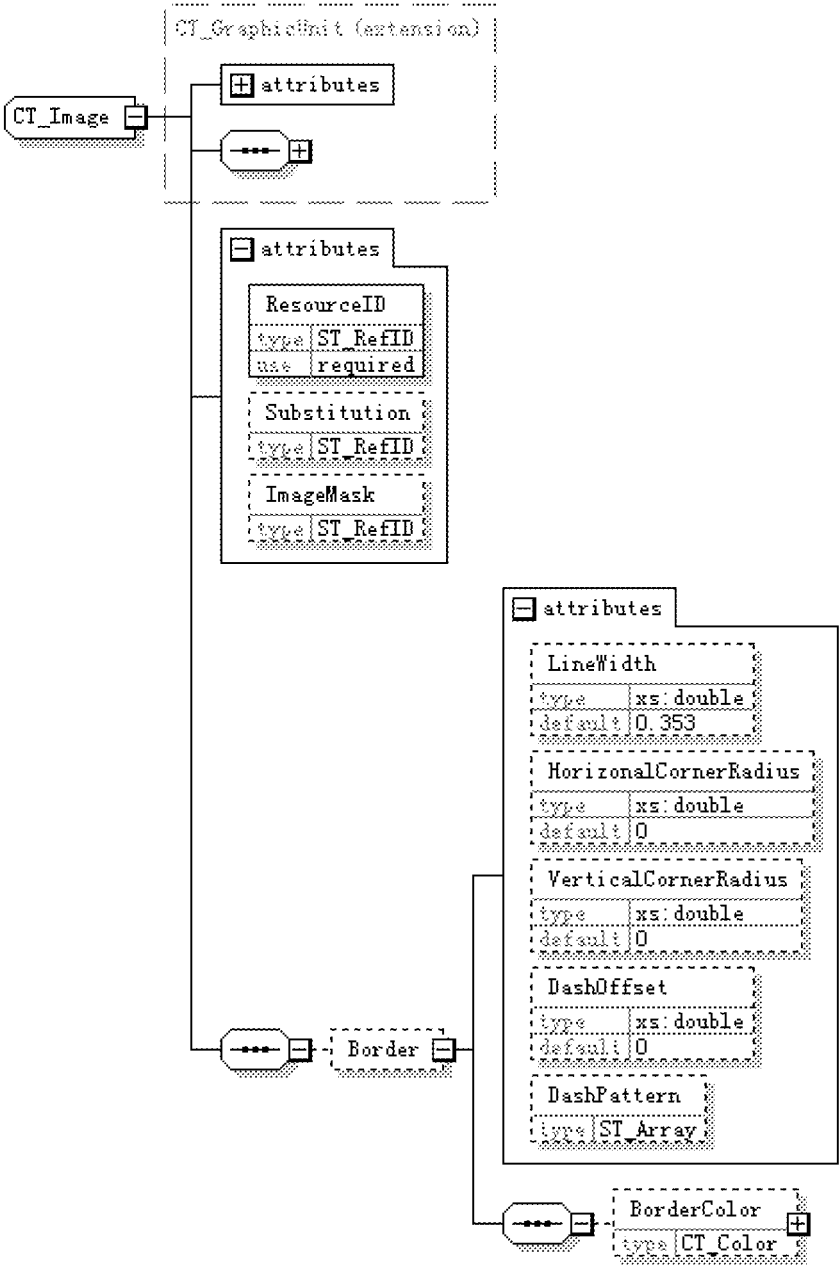 CT_GraphicUnit (extension)
attributes
CT_Image
attributes
ResourceID
type ST_RefID
use required
Substitution
type ST_RefID
ImageMask
type ST_RefID
attributes
LineWidth
type xs:double
default 0.353
HorizonalCornerRadius
type xs:double
default 0
VerticalCornerRadius
type xs:double
default 0
DashOffset
type xs:double
default 0
Border
DashPattern
type ST_Array
BorderColor
type CT_Color